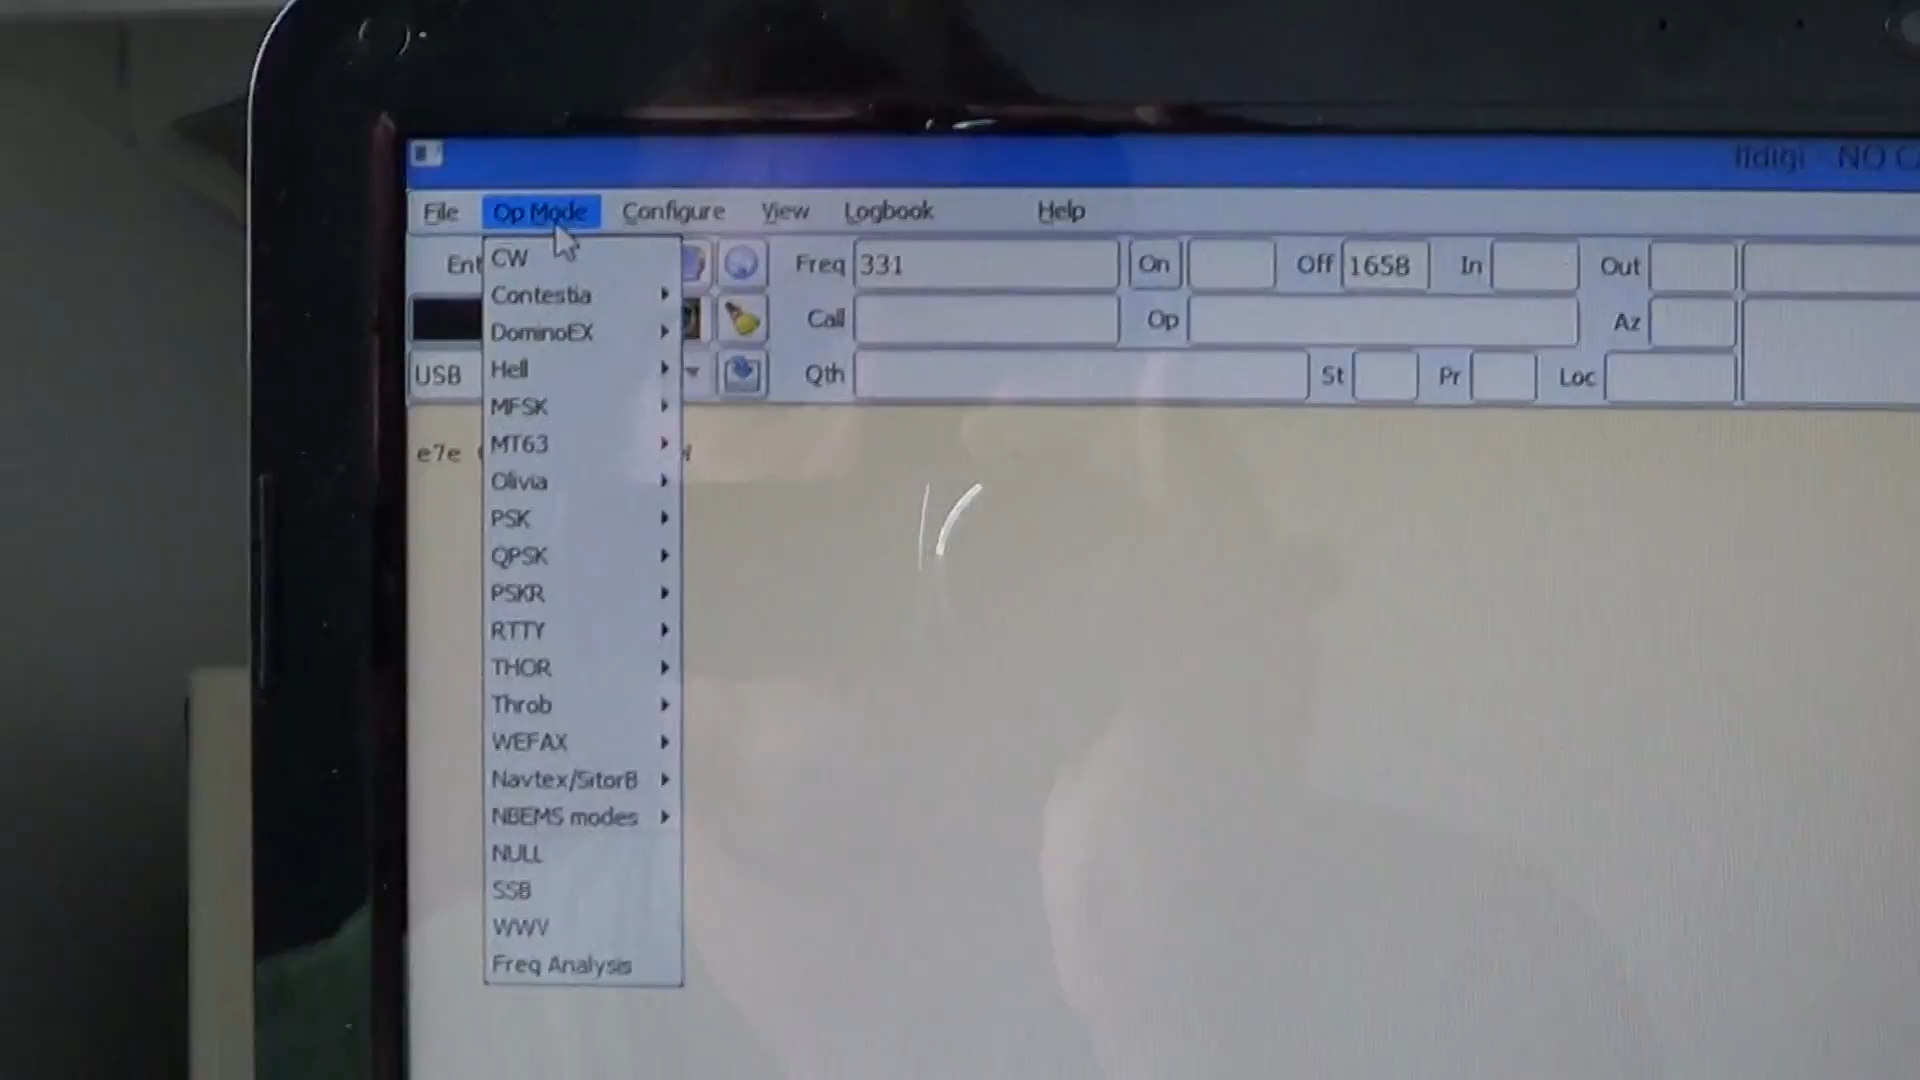 fldigi - NO
File Op Mode Configure View Logbook Help
Ent Freq 331 On Off 1658 In Out
Call Op Az
USB Qth St Pr Loc
CW
Contestia
DominoEX
Hell
MFSK
e7e
MT63
Olivia
PSK
QPSK
PSKR
RTTY
THOR
Throb
WEFAX
Navtex/SitorB
NBEMS modes
NULL
SSB
WWV
Freq Analysis